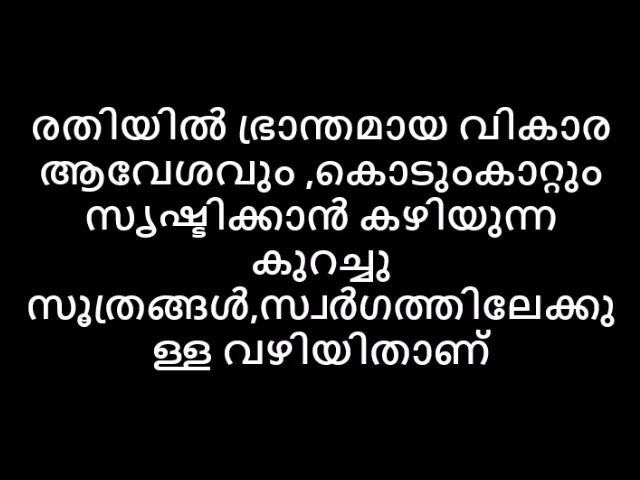 രതിയിൽ ഭ്രാന്തമായ വികാര
ആവേശവും ,കൊടുംകാറ്റും
സൃഷ്ടിക്കാൻ കഴിയുന്ന
കുറച്ചു
സൂത്രങ്ങൾ,സ്വർഗത്തിലേക്കു
ള്ള വഴിയിതാണ്